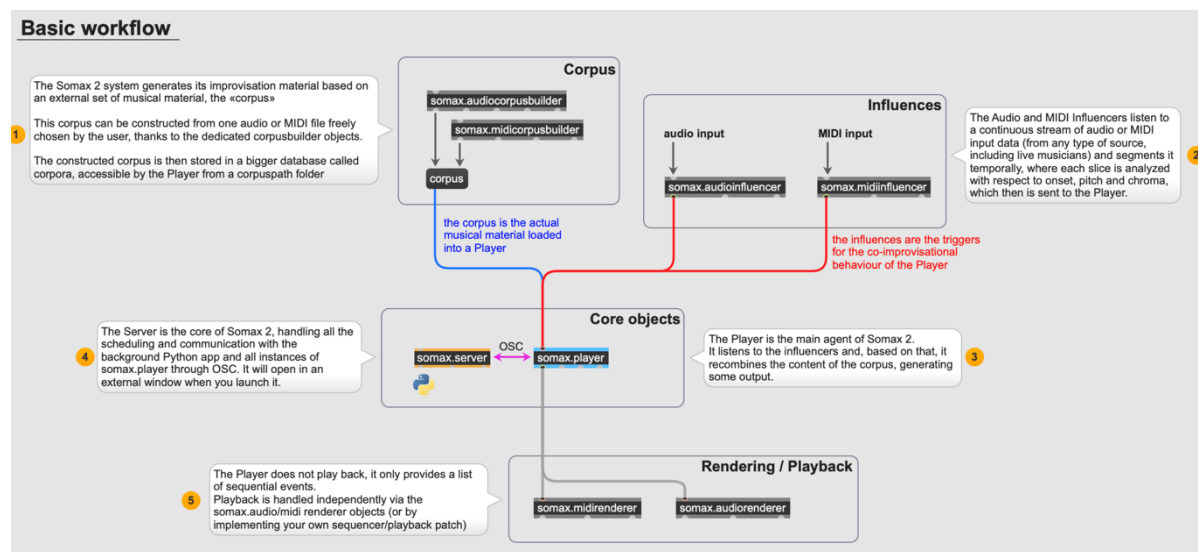 Basic workflow
1
The Somax 2 system generates its improvisation material based on
an external set of musical material, the «corpus»
This corpus can be constructed from one audio or MIDI file freely
chosen by the user, thanks to the dedicated corpusbuilder objects.
The constructed corpus is then stored in a bigger database called
corpora, accessible by the Player from a corpuspath folder
Corpus
somax.audiocorpusbuilder
somax.midicorpusbuilder
corpus
the corpus is the actual
musical material loaded
into a Player
Influences
audio input
MIDI input
somax.audioinfluencer
somax.midiinfluencer
the influences are the triggers
for the co-improvisational
behaviour of the Player
The Audio and MIDI Influencers listen to
a continuous stream of audio or MIDI
input data (from any type of source,
including live musicians) and segments it
temporally, where each slice is analyzed
with respect to onset, pitch and chroma,
which then is sent to the Player.
2
4
The Server is the core of Somax 2, handling all the
scheduling and communication with the
background Python app and all instances of
somax.player through OSC. It will open in an
external window when you launch it.
Core objects
somax.server
OSC
somax.player
The Player is the main agent of Somax 2.
It listens to the influencers and, based on that, it
recombines the content of the corpus, generating
some output.
3
5
The Player does not play back, it only provides a list
of sequential events.
Playback is handled independently via the
somax.audio/midi renderer objects (or by
implementing your own sequencer/playback patch)
Rendering / Playback
somax.midirenderer
somax.audiorenderer